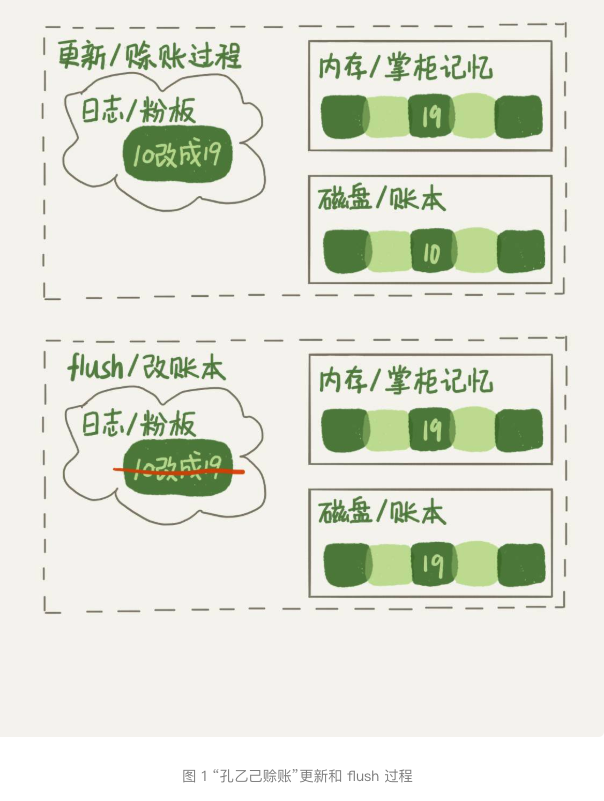 更新/赊账过程
日志/粉板
10改成19
内存/掌柜记忆
19
磁盘/账本
10
flush/改账本
日志/粉板
10改成19
内存/掌柜记忆
19
磁盘/账本
19
图 1 “孔乙己赊账”更新和 flush 过程